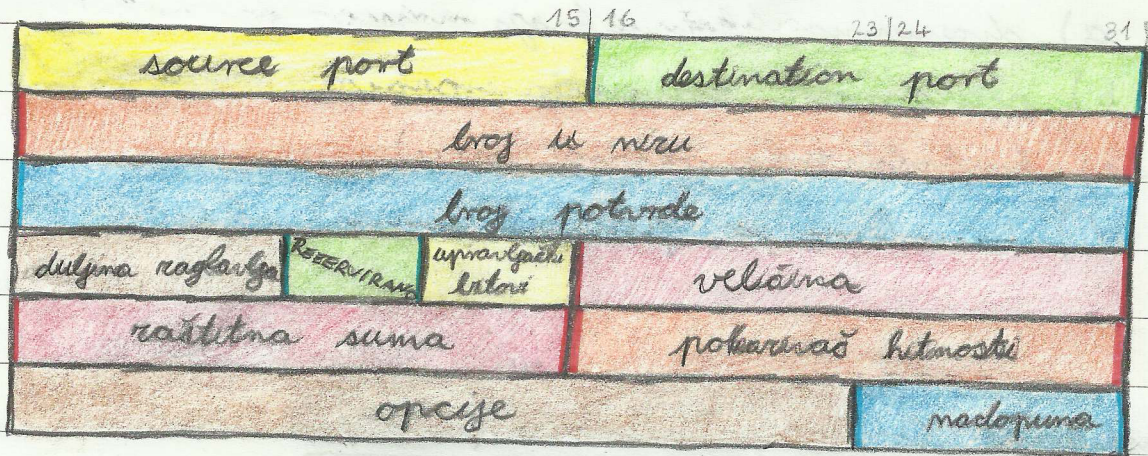 15 | 16 23 | 24 31
source port destination port
broj u nizu
broj potvrde
duljina zaglavlja REZERVIRANO upravljački
bitovi veličina
zaštitna suma pokazivač hitnosti
opcije nadopuna